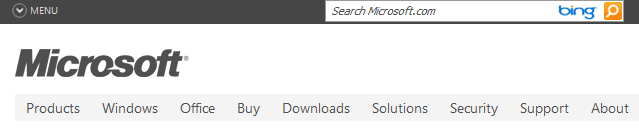 MENU Search Microsoft.com bing
Microsoft®
Products Windows Office Buy Downloads Solutions Security Support About